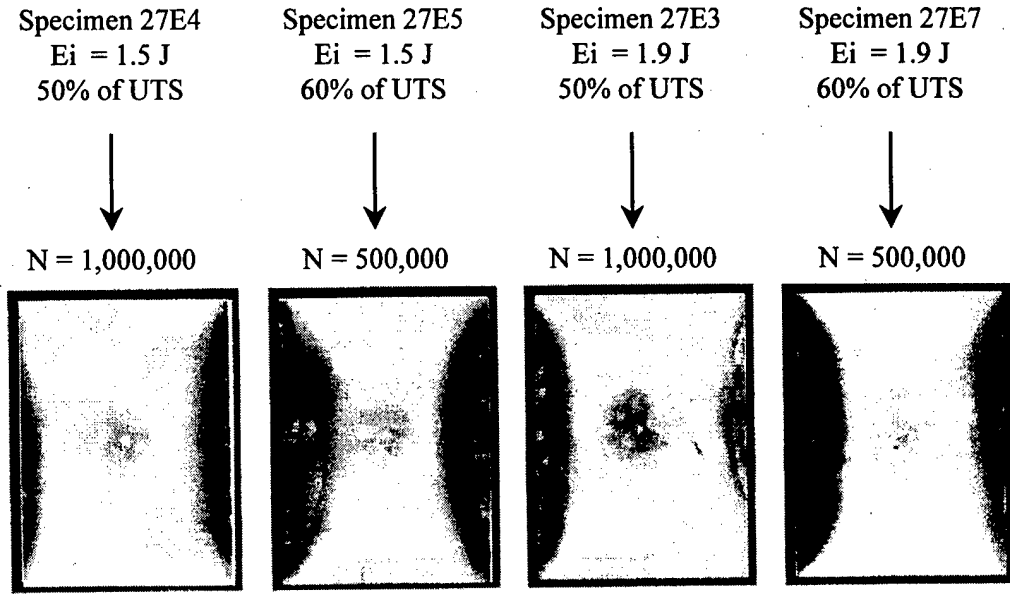 Specimen 27E4
Ei = 1.5 J
50% of UTS
N = 1,000,000
Specimen 27E5
Ei = 1.5 J
60% of UTS
N = 500,000
Specimen 27E3
Ei = 1.9 J
50% of UTS
N = 1,000,000
Specimen 27E7
Ei = 1.9 J
60% of UTS
N = 500,000